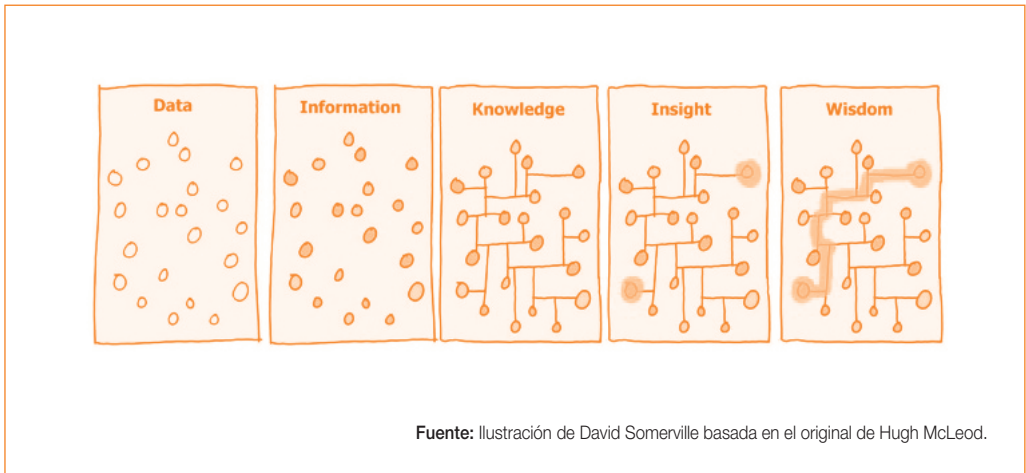 Data
Information
Knowledge
Insight
Wisdom
Fuente: Ilustración de David Somerville basada en el original de Hugh McLeod.